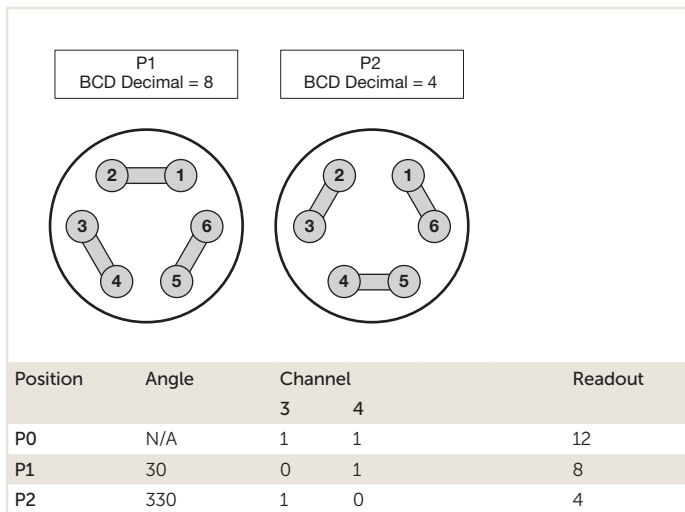 P1
BCD Decimal = 8
P2
BCD Decimal = 4
2 1
3 6
4 5
2 1
3 6
4 5
Position Angle Channel Readout
3 4
P0 N/A 1 1 12
P1 30 0 1 8
P2 330 1 0 4